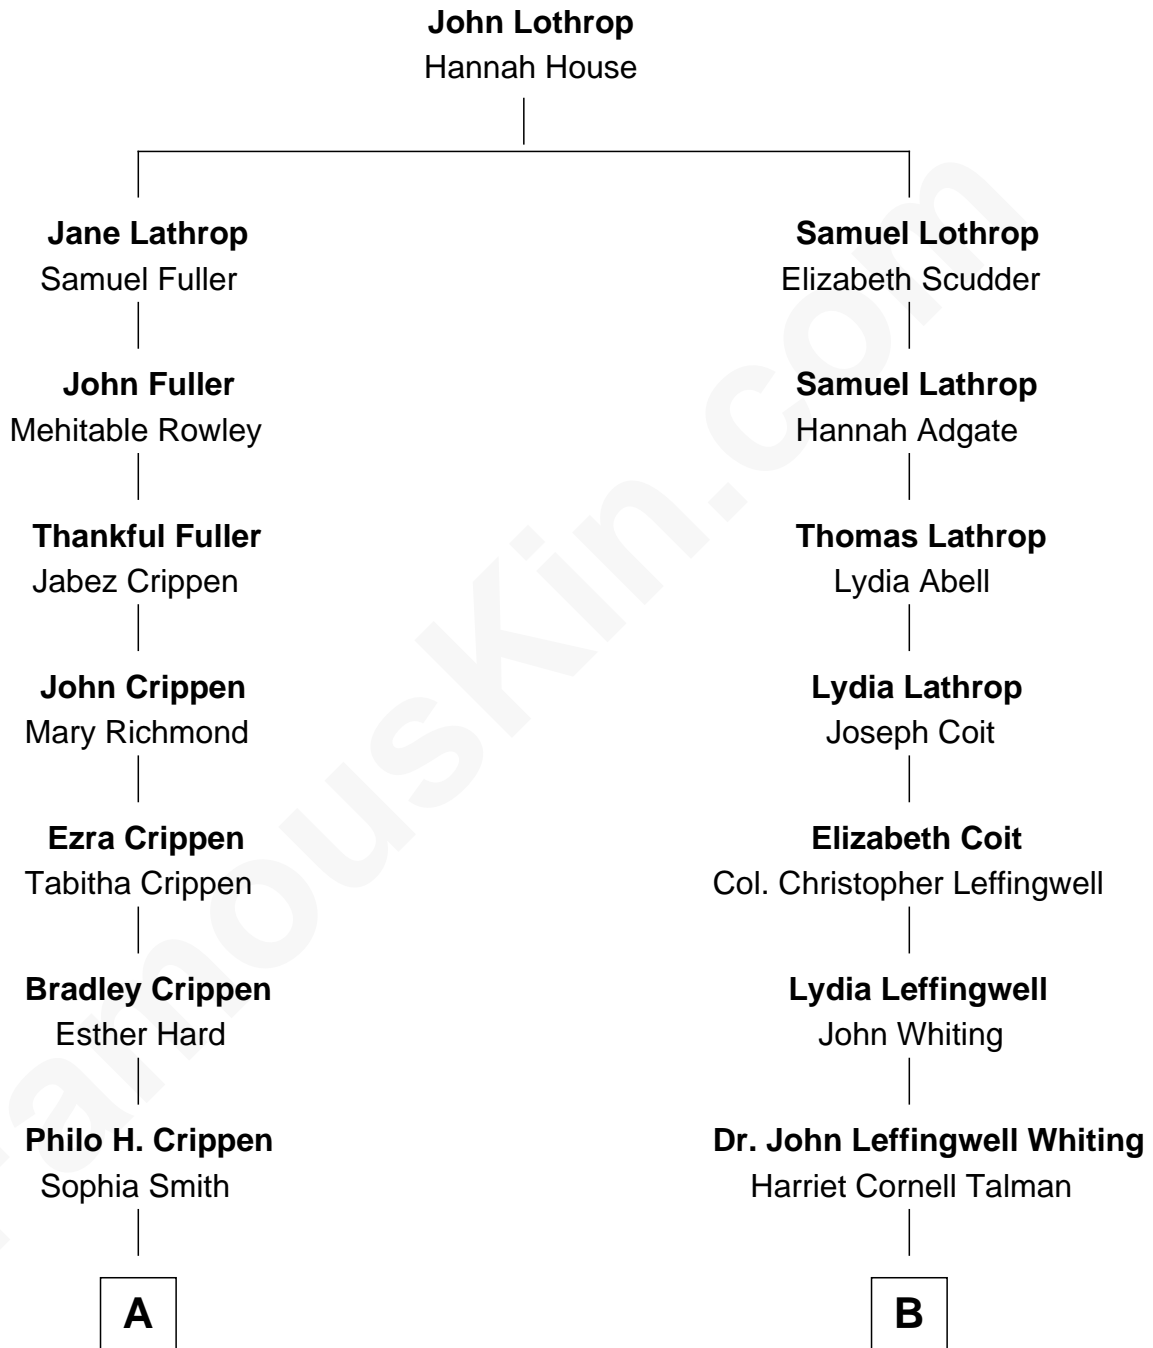 John Lothrop
Hannah House
Jane Lathrop
Samuel Fuller
Samuel Lothrop
Elizabeth Scudder
John Fuller
Mehitable Rowley
Samuel Lathrop
Hannah Adgate
Thankful Fuller
Jabez Crippen
Thomas Lathrop
Lydia Abell
John Crippen
Mary Richmond
Lydia Lathrop
Joseph Coit
Ezra Crippen
Tabitha Crippen
Elizabeth Coit
Col. Christopher Leffingwell
Bradley Crippen
Esther Hard
Lydia Leffingwell
John Whiting
Philo H. Crippen
Sophia Smith
Dr. John Leffingwell Whiting
Harriet Cornell Talman
A
B
FamousKin.com